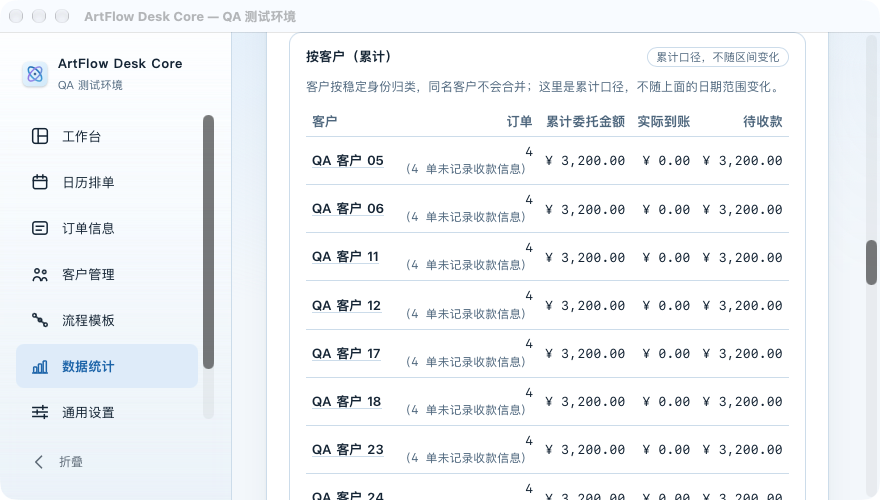 ArtFlow Desk Core — QA 测试环境
ArtFlow Desk Core
QA 测试环境
工作台
日历排单
订单信息
客户管理
流程模板
数据统计
通用设置
折叠
按客户（累计）
累计口径，不随区间变化
客户按稳定身份归类，同名客户不会合并；这里是累计口径，不随上面的日期范围变化。
客户 订单 累计委托金额 实际到账 待收款
QA 客户 05 4 ¥ 3,200.00 ¥ 0.00 ¥ 3,200.00
(4 单未记录收款信息)
QA 客户 06 4 ¥ 3,200.00 ¥ 0.00 ¥ 3,200.00
(4 单未记录收款信息)
QA 客户 11 4 ¥ 3,200.00 ¥ 0.00 ¥ 3,200.00
(4 单未记录收款信息)
QA 客户 12 4 ¥ 3,200.00 ¥ 0.00 ¥ 3,200.00
(4 单未记录收款信息)
QA 客户 17 4 ¥ 3,200.00 ¥ 0.00 ¥ 3,200.00
(4 单未记录收款信息)
QA 客户 18 4 ¥ 3,200.00 ¥ 0.00 ¥ 3,200.00
(4 单未记录收款信息)
QA 客户 23 4 ¥ 3,200.00 ¥ 0.00 ¥ 3,200.00
(4 单未记录收款信息)
QA 客户 24 4 ¥ 3,200.00 ¥ 0.00 ¥ 3,200.00